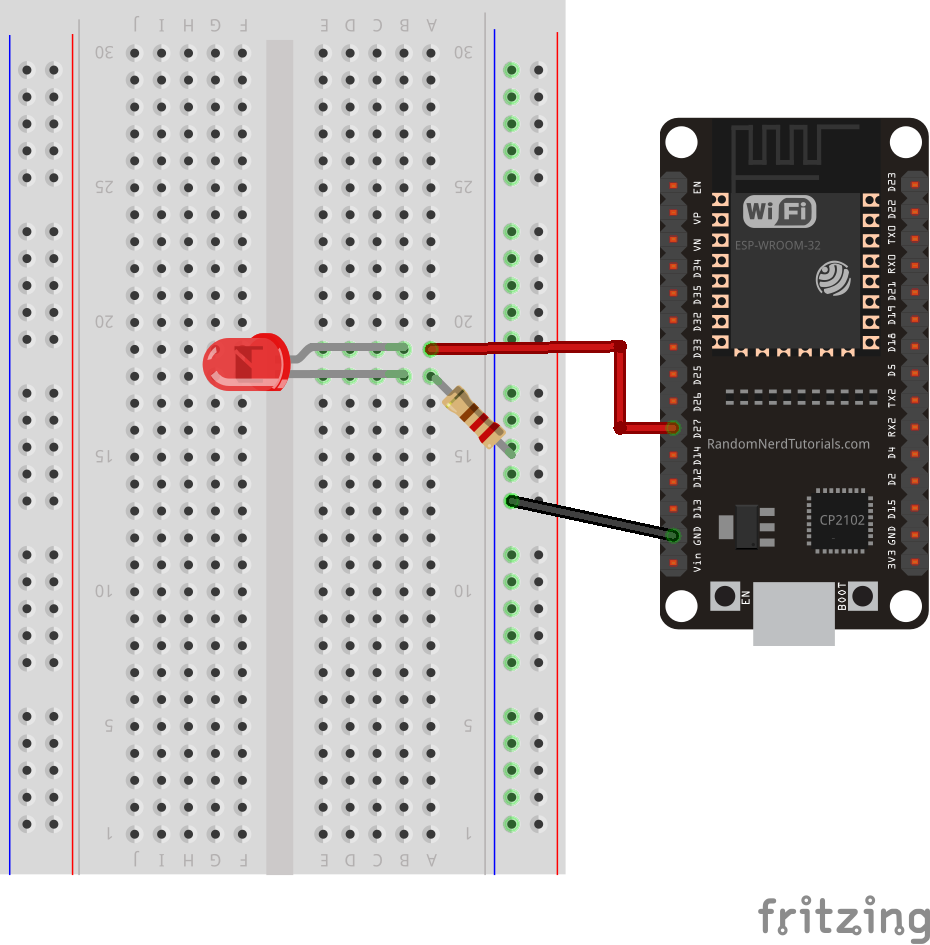 J I H G F E D C B A
30 30
25 25
20 20
15 15
10 10
5 5
1 1
J I H G F E D C B A
EN
VP
VN
D34
D35
D32
D33
D25
D26
D27
D14
D12
D13
GND
Vin
WiFi
ESP-WROOM-32
RandomNerdTutorials.com
CP2102
EN
BOOT
D23
D22
TX0
RX0
D21
D19
D18
D5
TX2
RX2
D4
D2
D15
GND
3V3
fritzing